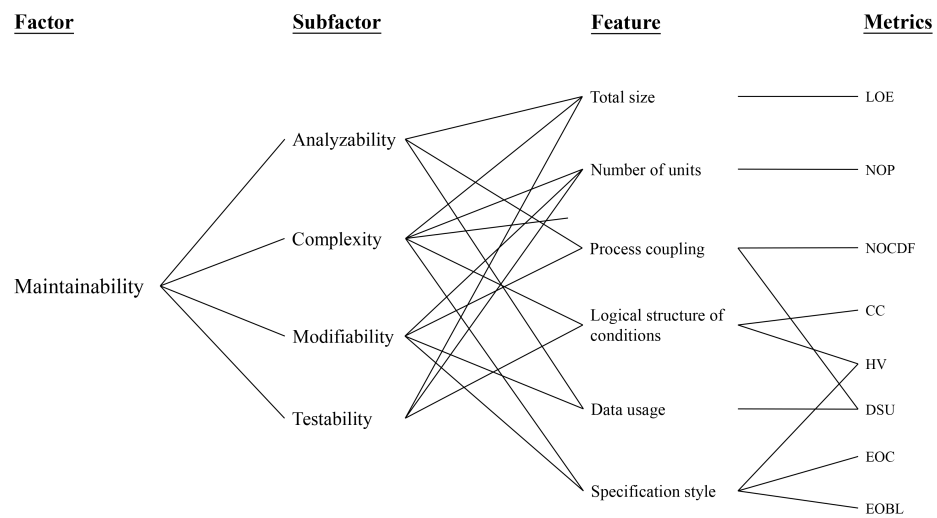 Factor
Subfactor
Feature
Metrics
Total size
LOE
Analyzability
Number of units
NOP
Complexity
Process coupling
NOCDF
Maintainability
Logical structure of
conditions
CC
Modifiability
HV
Testability
Data usage
DSU
EOC
Specification style
EOBL